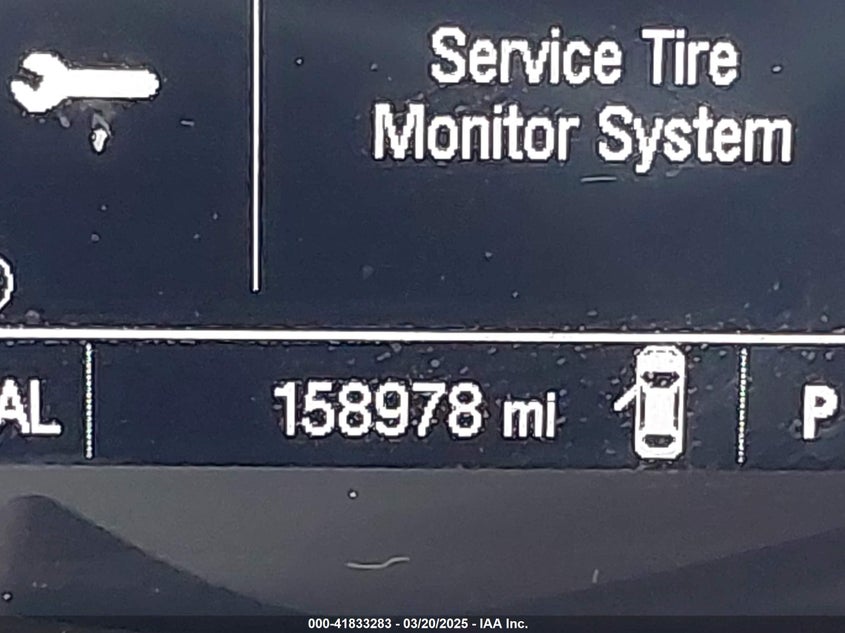 Service Tire
Monitor System
AL
158978 mi
P
000-41833283 - 03/20/2025 - IAA Inc.